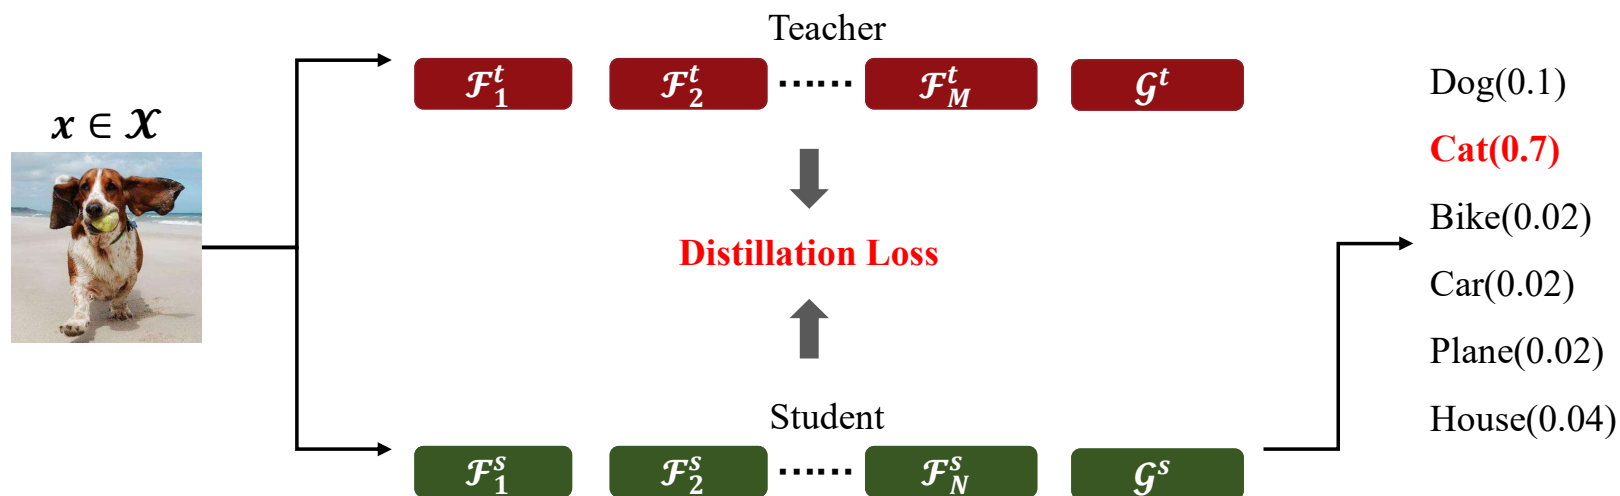 Teacher
𝓕₁ᵗ 𝓕₂ᵗ ⋯⋯ 𝓕_Mᵗ 𝓖ᵗ
𝒙 ∈ 𝓧
Distillation Loss
Student
𝓕₁ˢ 𝓕₂ˢ ⋯⋯ 𝓕_Nˢ 𝓖ˢ
Dog(0.1)
Cat(0.7)
Bike(0.02)
Car(0.02)
Plane(0.02)
House(0.04)